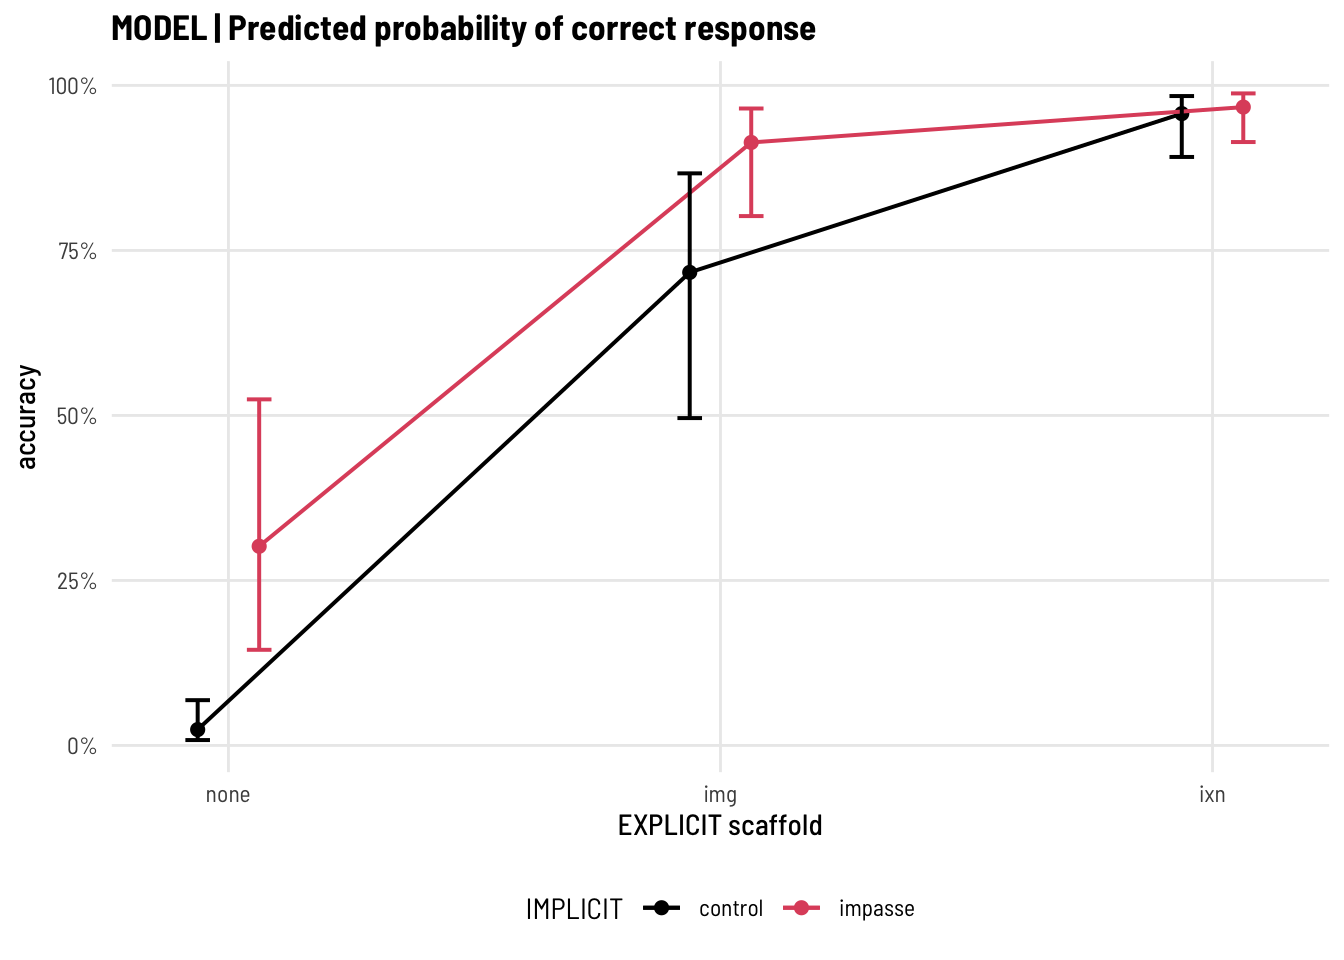 MODEL | Predicted probability of correct response
100%
75%
50%
25%
0%
accuracy
none img ixn
EXPLICIT scaffold
IMPLICIT control impasse